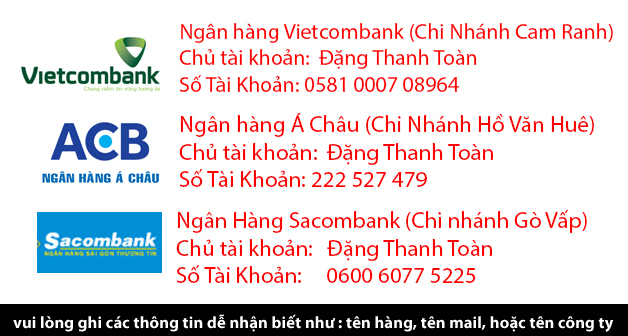 Ngân hàng Vietcombank (Chi Nhánh Cam Ranh)
Chủ tài khoản: Đặng Thanh Toàn
Số Tài Khoản: 0581 0007 08964
Vietcombank
Chung niềm tin vững tương lai
Ngân hàng Á Châu (Chi Nhánh Hồ Văn Huê)
Chủ tài khoản: Đặng Thanh Toàn
Số Tài Khoản: 222 527 479
ACB
NGÂN HÀNG Á CHÂU
Ngân Hàng Sacombank (Chi nhánh Gò Vấp)
Chủ tài khoản: Đặng Thanh Toàn
Số Tài Khoản: 0600 6077 5225
Sacombank
NGÂN HÀNG SÀI GÒN THƯƠNG TÍN
vui lòng ghi các thông tin dễ nhận biết như : tên hàng, tên mail, hoặc tên công ty